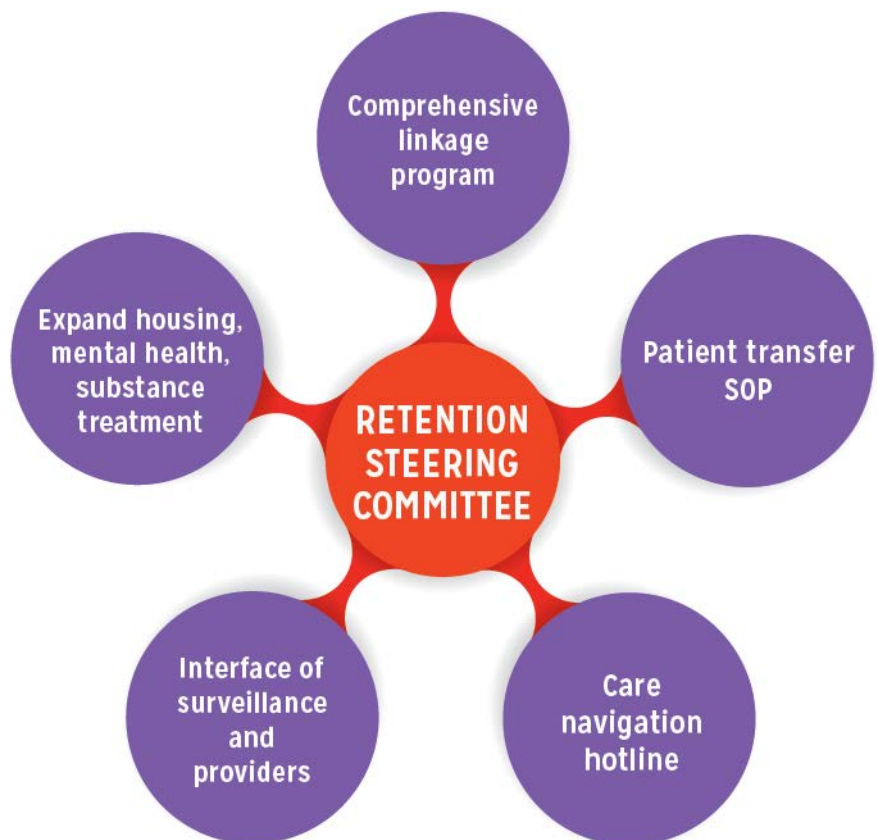 Comprehensive
linkage
program
Expand housing,
mental health,
substance
treatment
Patient transfer
SOP
RETENTION
STEERING
COMMITTEE
Interface of
surveillance
and
providers
Care
navigation
hotline